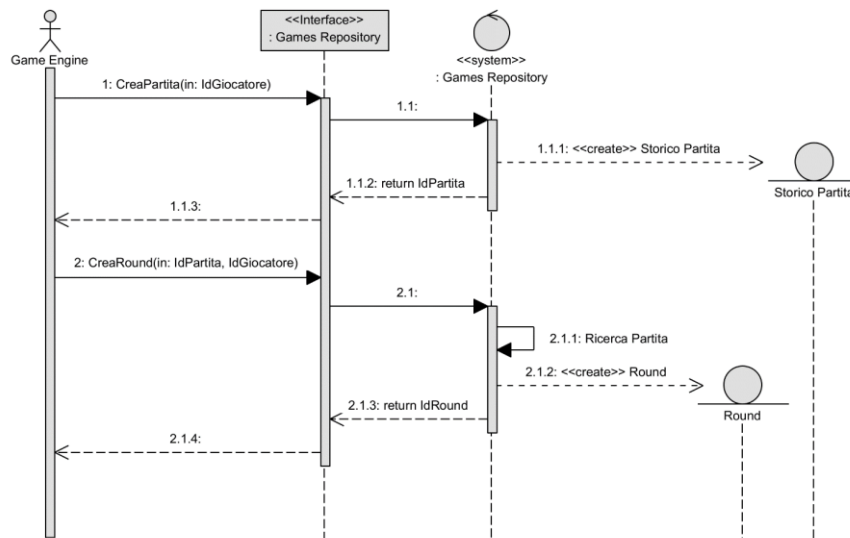 <<Interface>>
: Games Repository
Game Engine
<<system>>
: Games Repository
1: CreaPartita(in: IdGiocatore)
1.1:
1.1.1: <<create>> Storico Partita
Storico Partita
1.1.2: return IdPartita
1.1.3:
2: CreaRound(in: IdPartita, IdGiocatore)
2.1:
2.1.1: Ricerca Partita
2.1.2: <<create>> Round
Round
2.1.3: return IdRound
2.1.4: